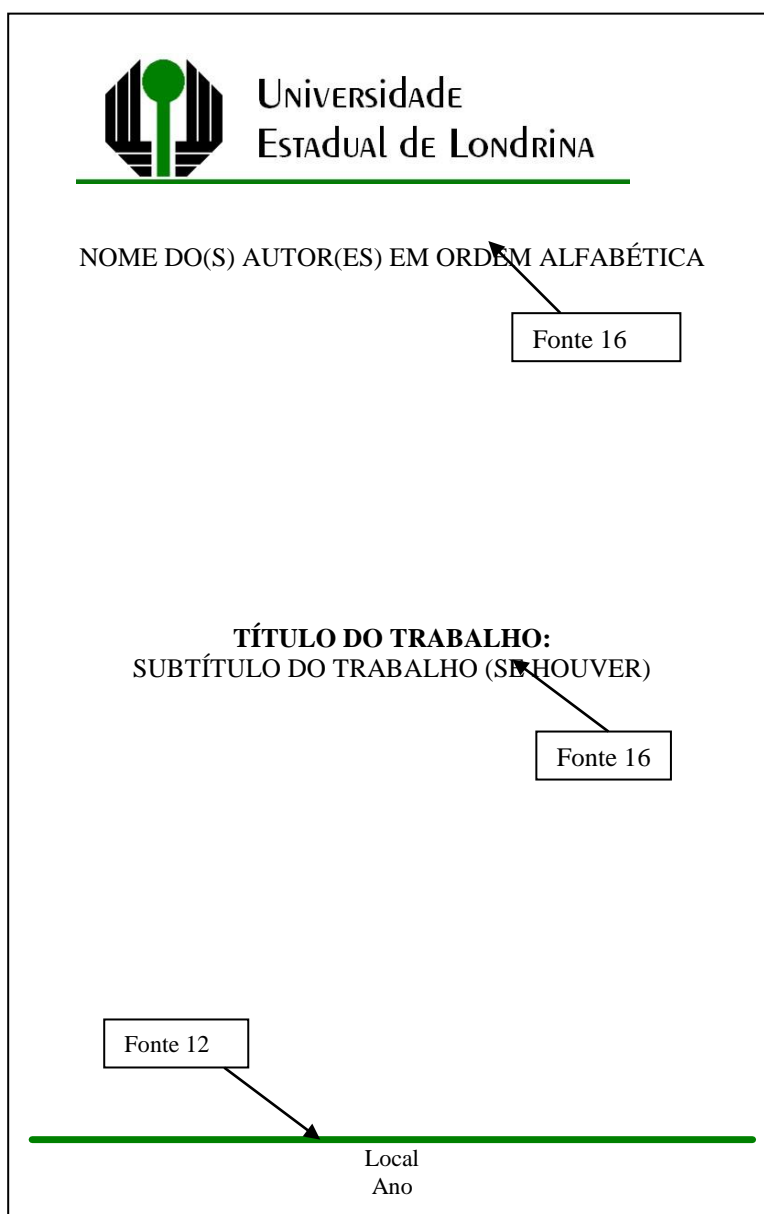 Universidade
Estadual de Londrina
NOME DO(S) AUTOR(ES) EM ORDEM ALFABÉTICA
Fonte 16
TÍTULO DO TRABALHO:
SUBTÍTULO DO TRABALHO (SE HOUVER)
Fonte 16
Fonte 12
Local
Ano